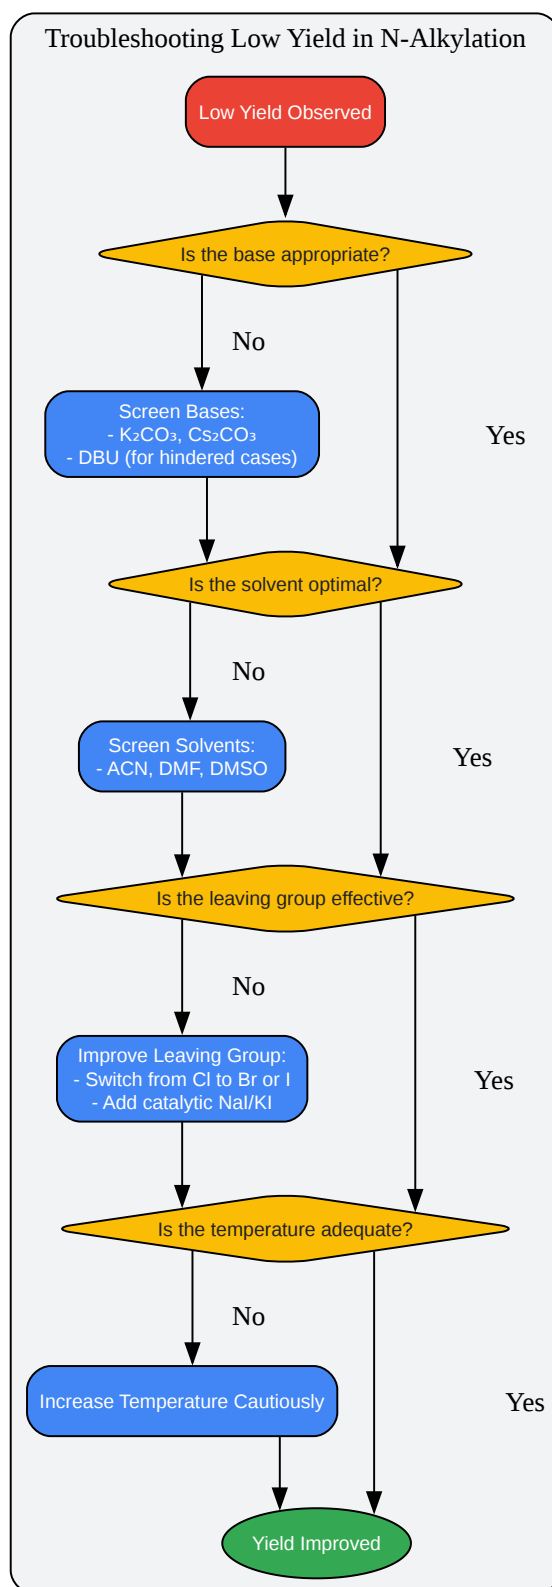 Troubleshooting Low Yield in N-Alkylation
Low Yield Observed
Is the base appropriate?
No
Screen Bases:
- K₂CO₃, Cs₂CO₃
- DBU (for hindered cases)
Yes
Is the solvent optimal?
No
Screen Solvents:
- ACN, DMF, DMSO
Yes
Is the leaving group effective?
No
Improve Leaving Group:
- Switch from Cl to Br or I
- Add catalytic NaI/KI
Yes
Is the temperature adequate?
No
Increase Temperature Cautiously
Yes
Yield Improved